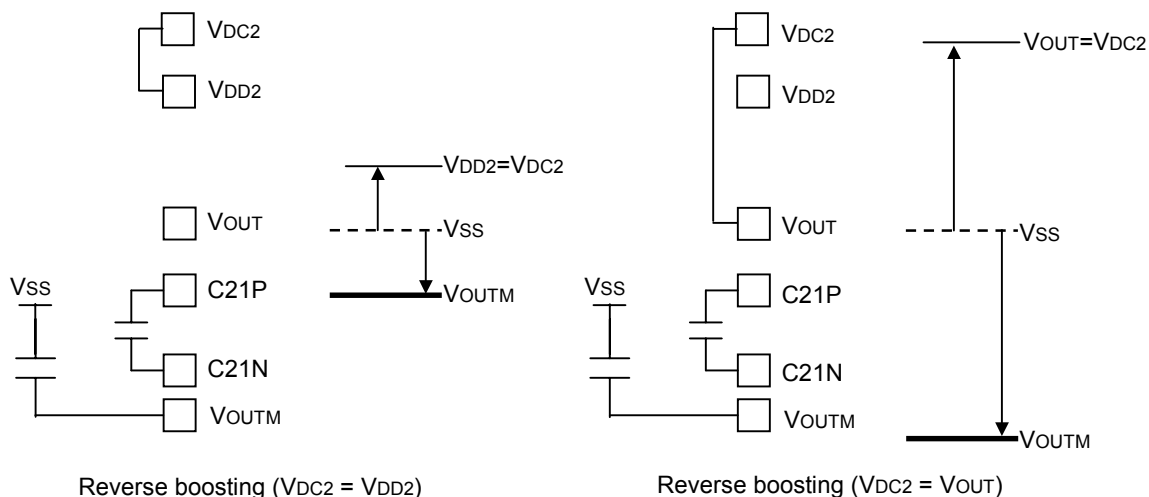 VDC2
VDD2
VDD2=VDC2
VOUT
VSS
VSS
C21P
VOUTM
C21N
VOUTM
Reverse boosting (VDC2 = VDD2)
VDC2
VOUT=VDC2
VDD2
VOUT
VSS
VSS
C21P
C21N
VOUTM
VOUTM
Reverse boosting (VDC2 = VOUT)